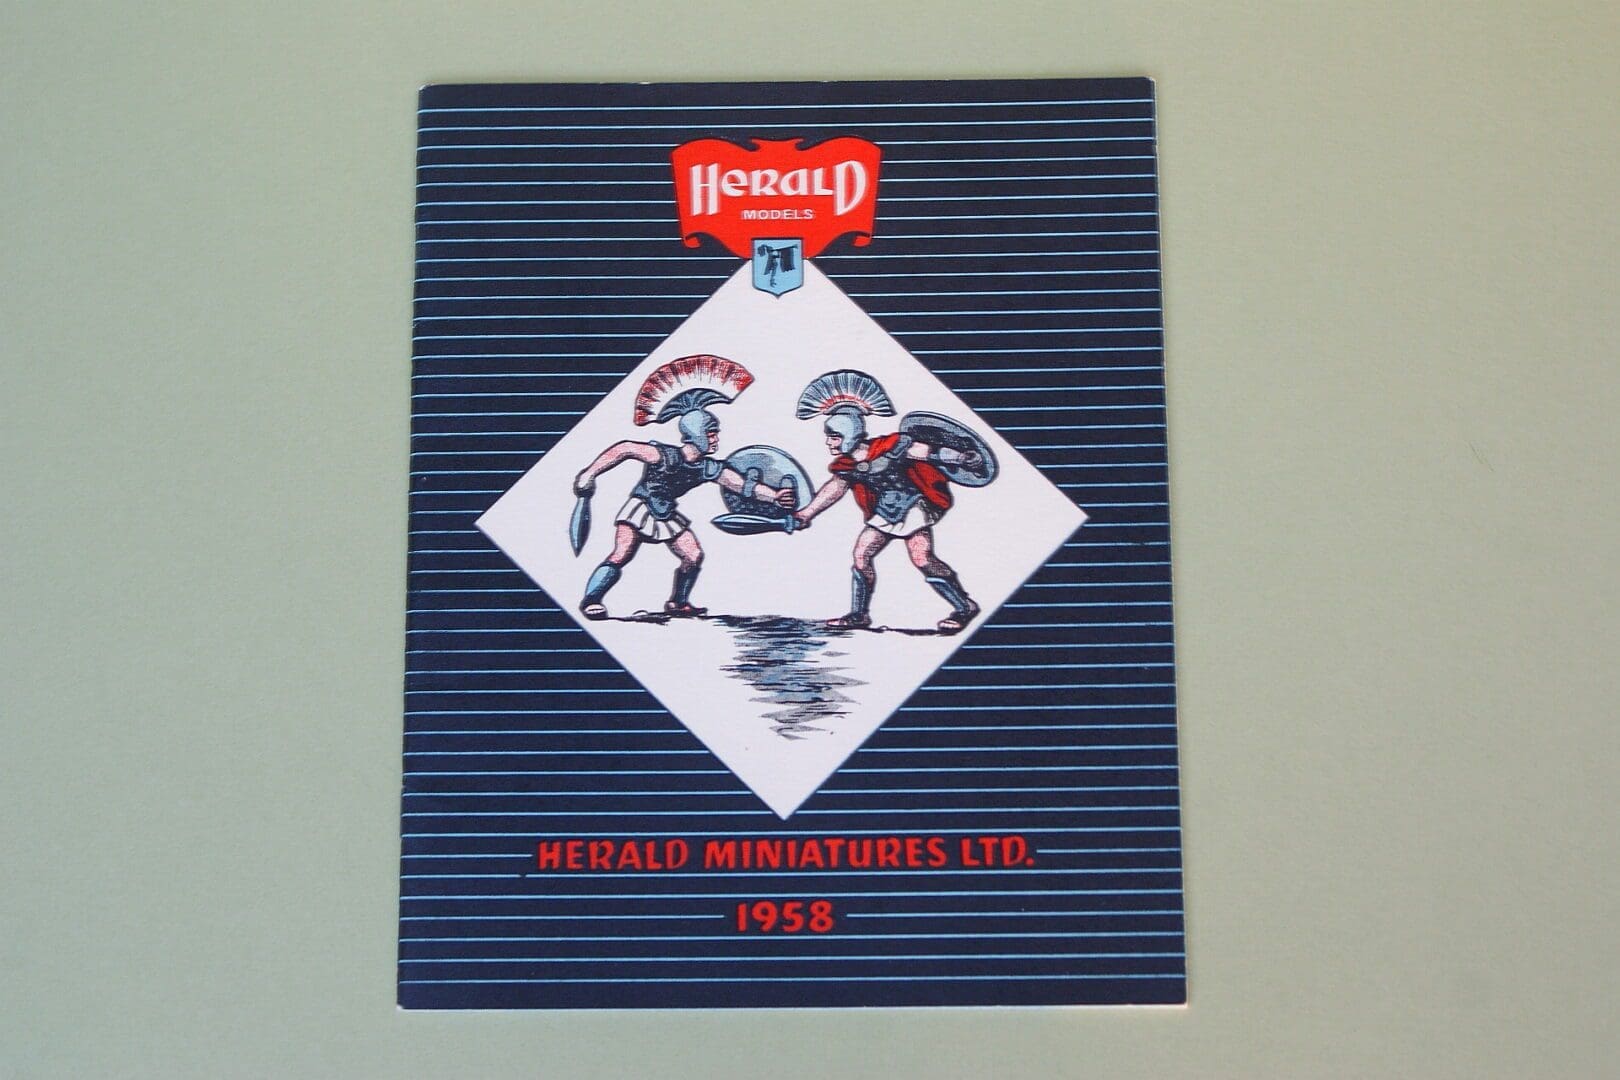 HERALD
MODELS
HERALD MINIATURES LTD.
1958